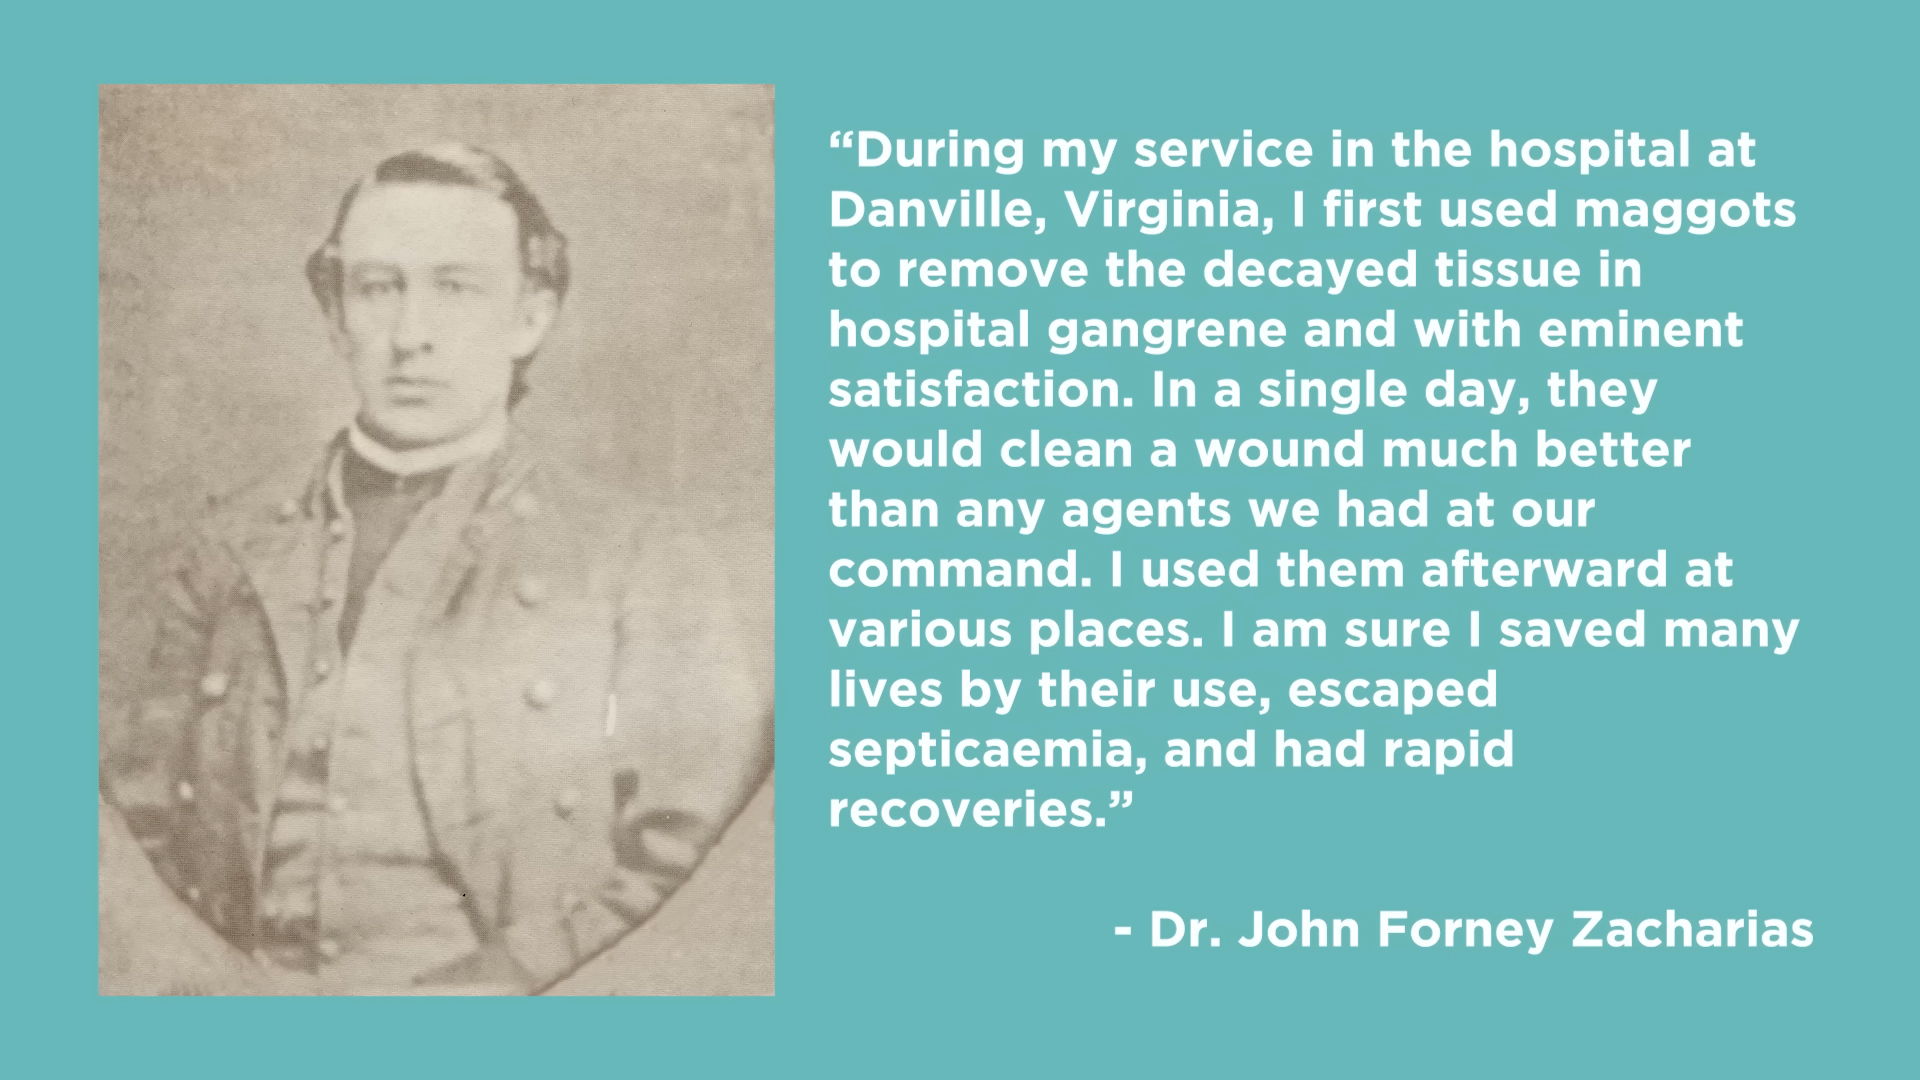 “During my service in the hospital at
Danville, Virginia, I first used maggots
to remove the decayed tissue in
hospital gangrene and with eminent
satisfaction. In a single day, they
would clean a wound much better
than any agents we had at our
command. I used them afterward at
various places. I am sure I saved many
lives by their use, escaped
septicaemia, and had rapid
recoveries.”
- Dr. John Forney Zacharias